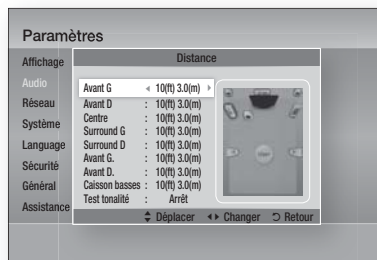 Paramètres
Affichage
Audio
Réseau
Système
Language
Sécurité
Général
Assistance
Distance
Avant G 10(ft) 3.0(m)
Avant D : 10(ft) 3.0(m)
Centre : 10(ft) 3.0(m)
Surround G : 10(ft) 3.0(m)
Surround D : 10(ft) 3.0(m)
Avant G. : 10(ft) 3.0(m)
Avant D. : 10(ft) 3.0(m)
Caisson basses : 10(ft) 3.0(m)
Test tonalité : Arrêt
Déplacer Changer Retour